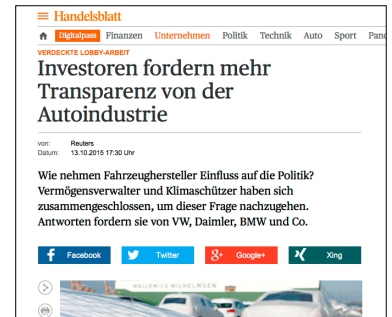 Handelsblatt
Digitalpass Finanzen Unternehmen Politik Technik Auto Sport Pano
VERDECKTE LOBBY-ARBEIT
Investoren fordern mehr
Transparenz von der
Autoindustrie
von: Reuters
Datum: 13.10.2015 17:30 Uhr
Wie nehmen Fahrzeughersteller Einfluss auf die Politik?
Vermögensverwalter und Klimaschützer haben sich
zusammengeschlossen, um dieser Frage nachzugehen.
Antworten fordern sie von VW, Daimler, BMW und Co.
Facebook Twitter Google+ Xing
WALLENIUS WILHELMSEN